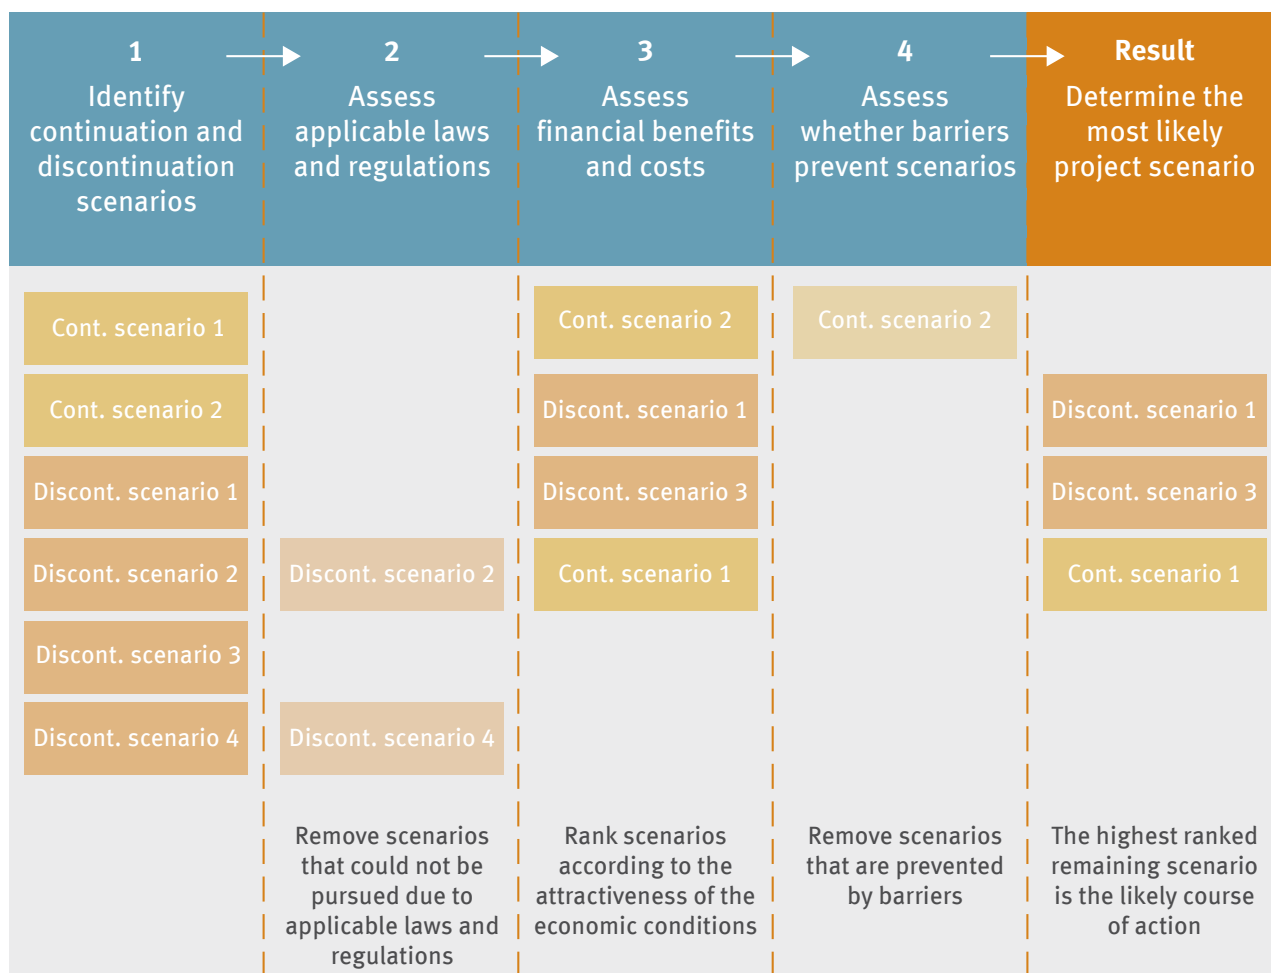 1
Identify
continuation and
discontinuation
scenarios
2
Assess
applicable laws
and regulations
3
Assess
financial benefits
and costs
4
Assess
whether barriers
prevent scenarios
Result
Determine the
most likely
project scenario
Cont. scenario 1
Cont. scenario 2
Discont. scenario 1
Discont. scenario 2
Discont. scenario 3
Discont. scenario 4
Discont. scenario 2
Discont. scenario 4
Remove scenarios
that could not be
pursued due to
applicable laws and
regulations
Cont. scenario 2
Discont. scenario 1
Discont. scenario 3
Cont. scenario 1
Rank scenarios
according to the
attractiveness of the
economic conditions
Cont. scenario 2
Remove scenarios
that are prevented
by barriers
Discont. scenario 1
Discont. scenario 3
Cont. scenario 1
The highest ranked
remaining scenario
is the likely course
of action